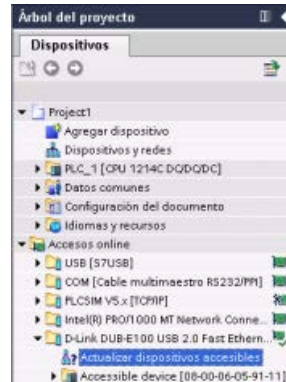 Árbol del proyecto
Dispositivos
Project1
Agregar dispositivo
Dispositivos y redes
PLC_1 [CPU 1214C DC/DC/DC]
Datos comunes
Configuración del documento
Idiomas y recursos
Accesos online
USB [S7USB]
COM [Cable multimaestro RS232/PPI]
PLCSIM V5.x [TCP/IP]
Intel(R) PRO/1000 MT Network Conne...
D-Link DUB-E100 USB 2.0 Fast Ethern...
Actualizar dispositivos accesibles
Accessible device [08-00-06-05-91-11]